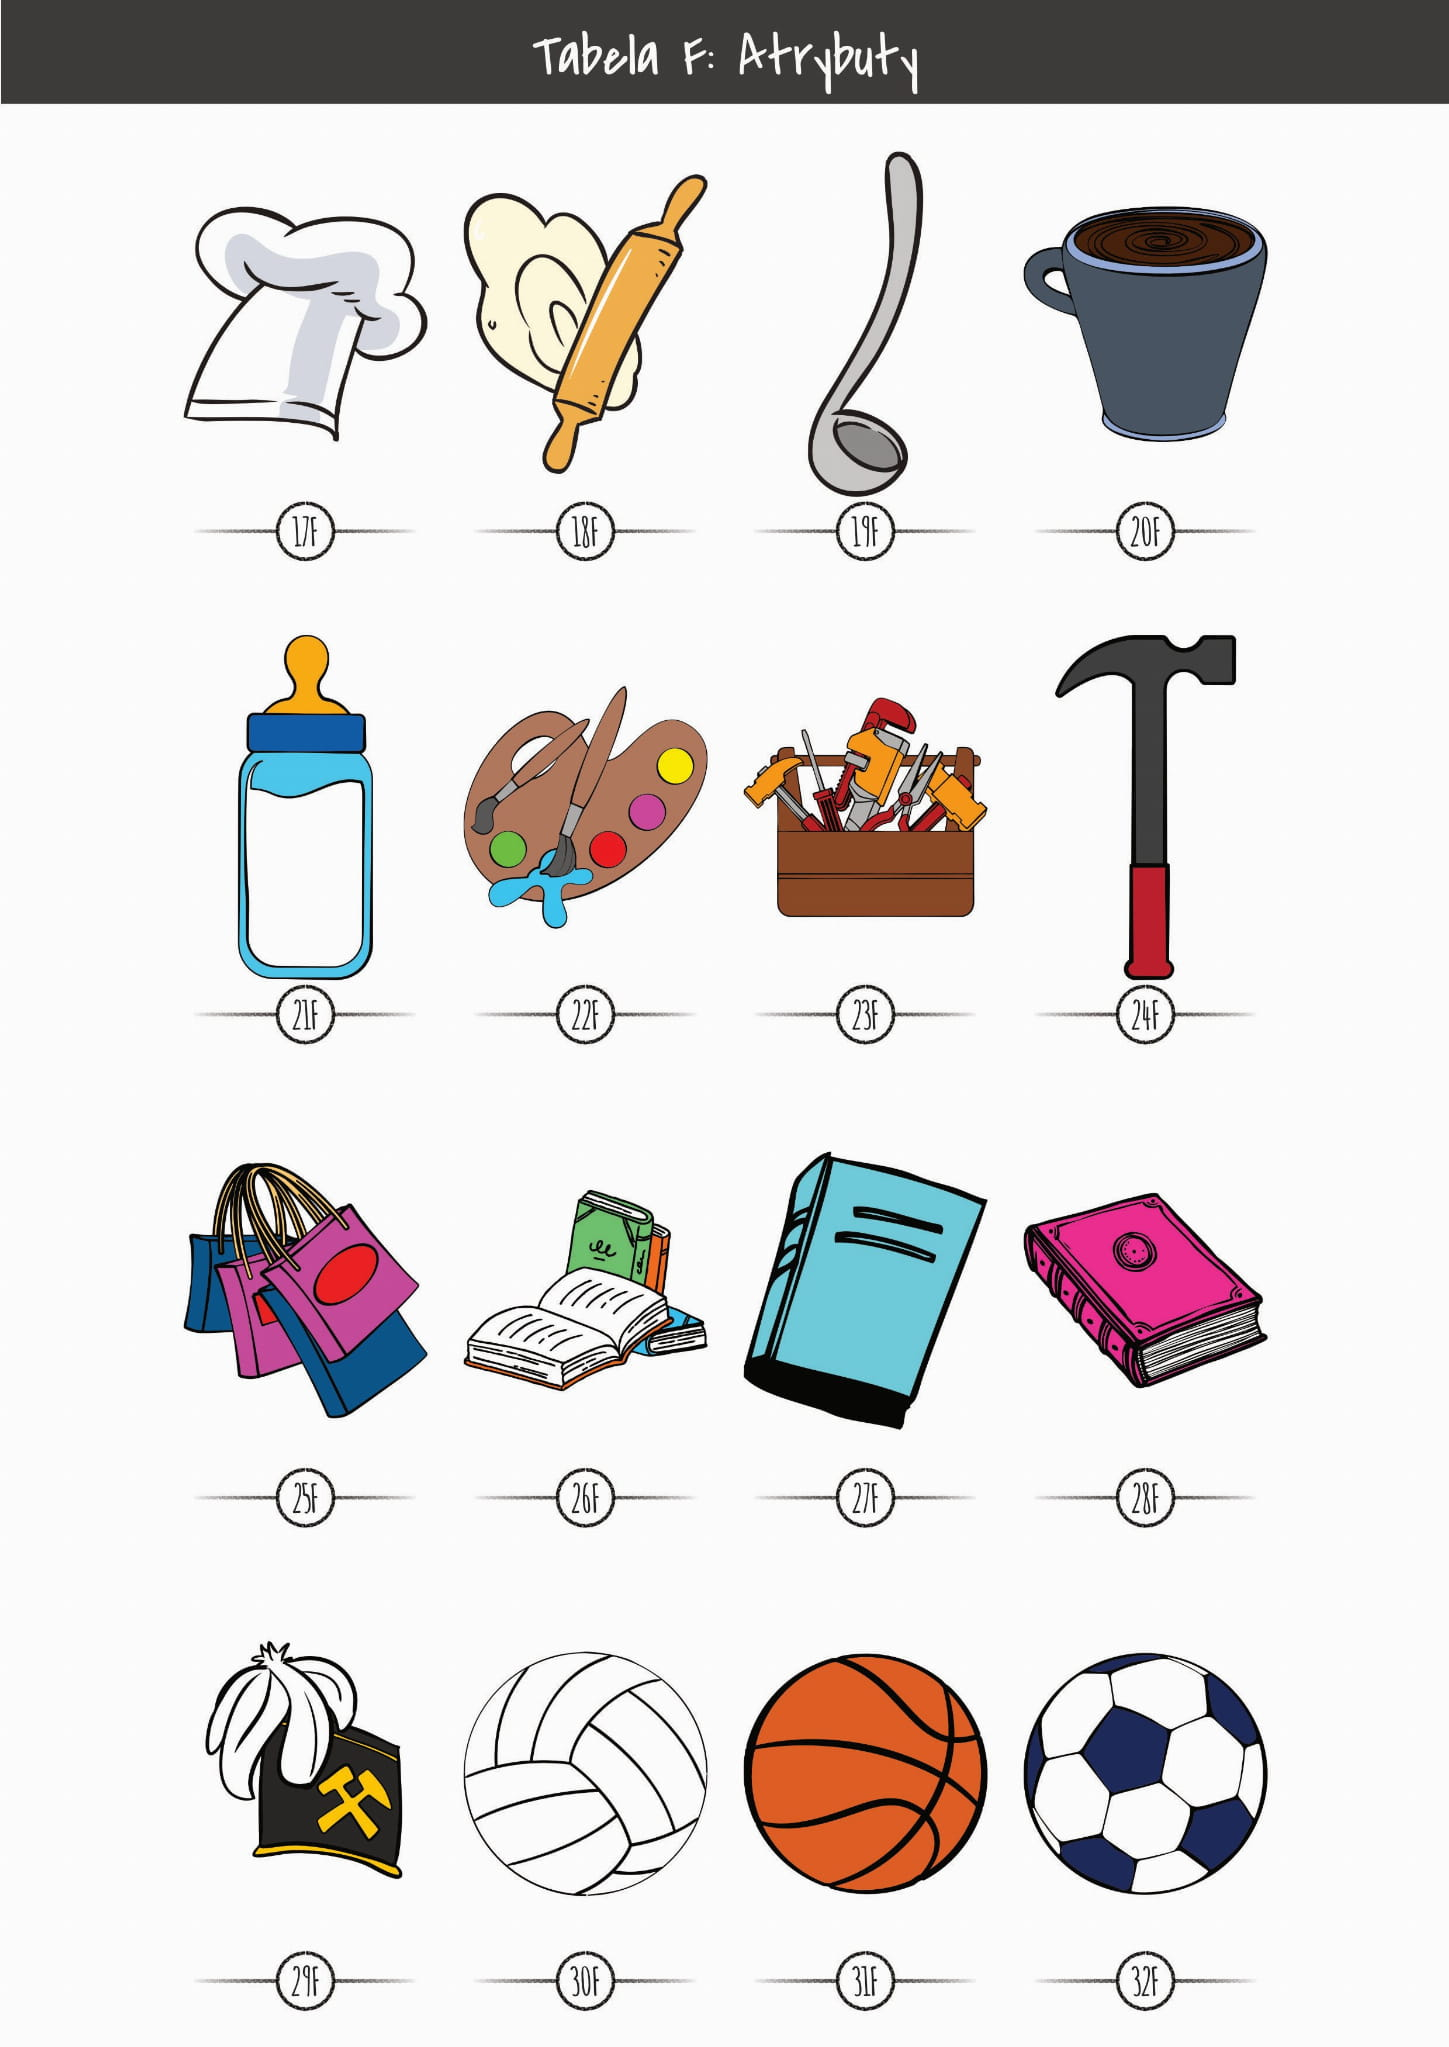 Tabela F: Atrybuty
17F 18F 19F 20F
21F 22F 23F 24F
25F 26F 27F 28F
29F 30F 31F 32F